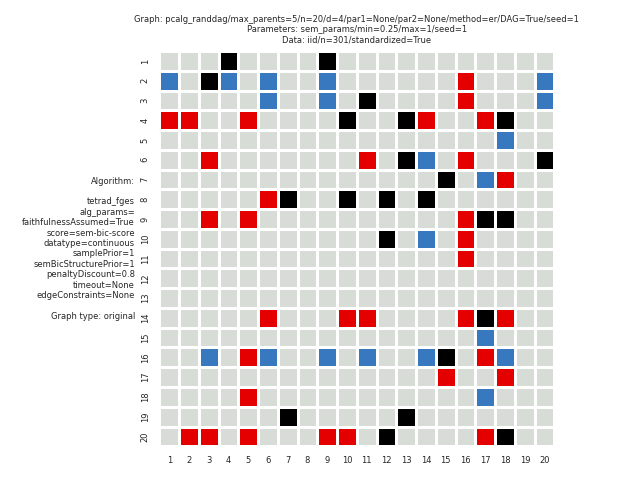 Graph: pcalg_randdag/max_parents=5/n=20/d=4/par1=None/par2=None/method=er/DAG=True/seed=1
Parameters: sem_params/min=0.25/max=1/seed=1
Data: iid/n=301/standardized=True
1
2
3
4
5
6
7
8
9
10
11
12
13
14
15
16
17
18
19
20
Algorithm:
tetrad_fges
alg_params=
faithfulnessAssumed=True
score=sem-bic-score
datatype=continuous
samplePrior=1
semBicStructurePrior=1
penaltyDiscount=0.8
timeout=None
edgeConstraints=None
Graph type: original
1 2 3 4 5 6 7 8 9 10 11 12 13 14 15 16 17 18 19 20